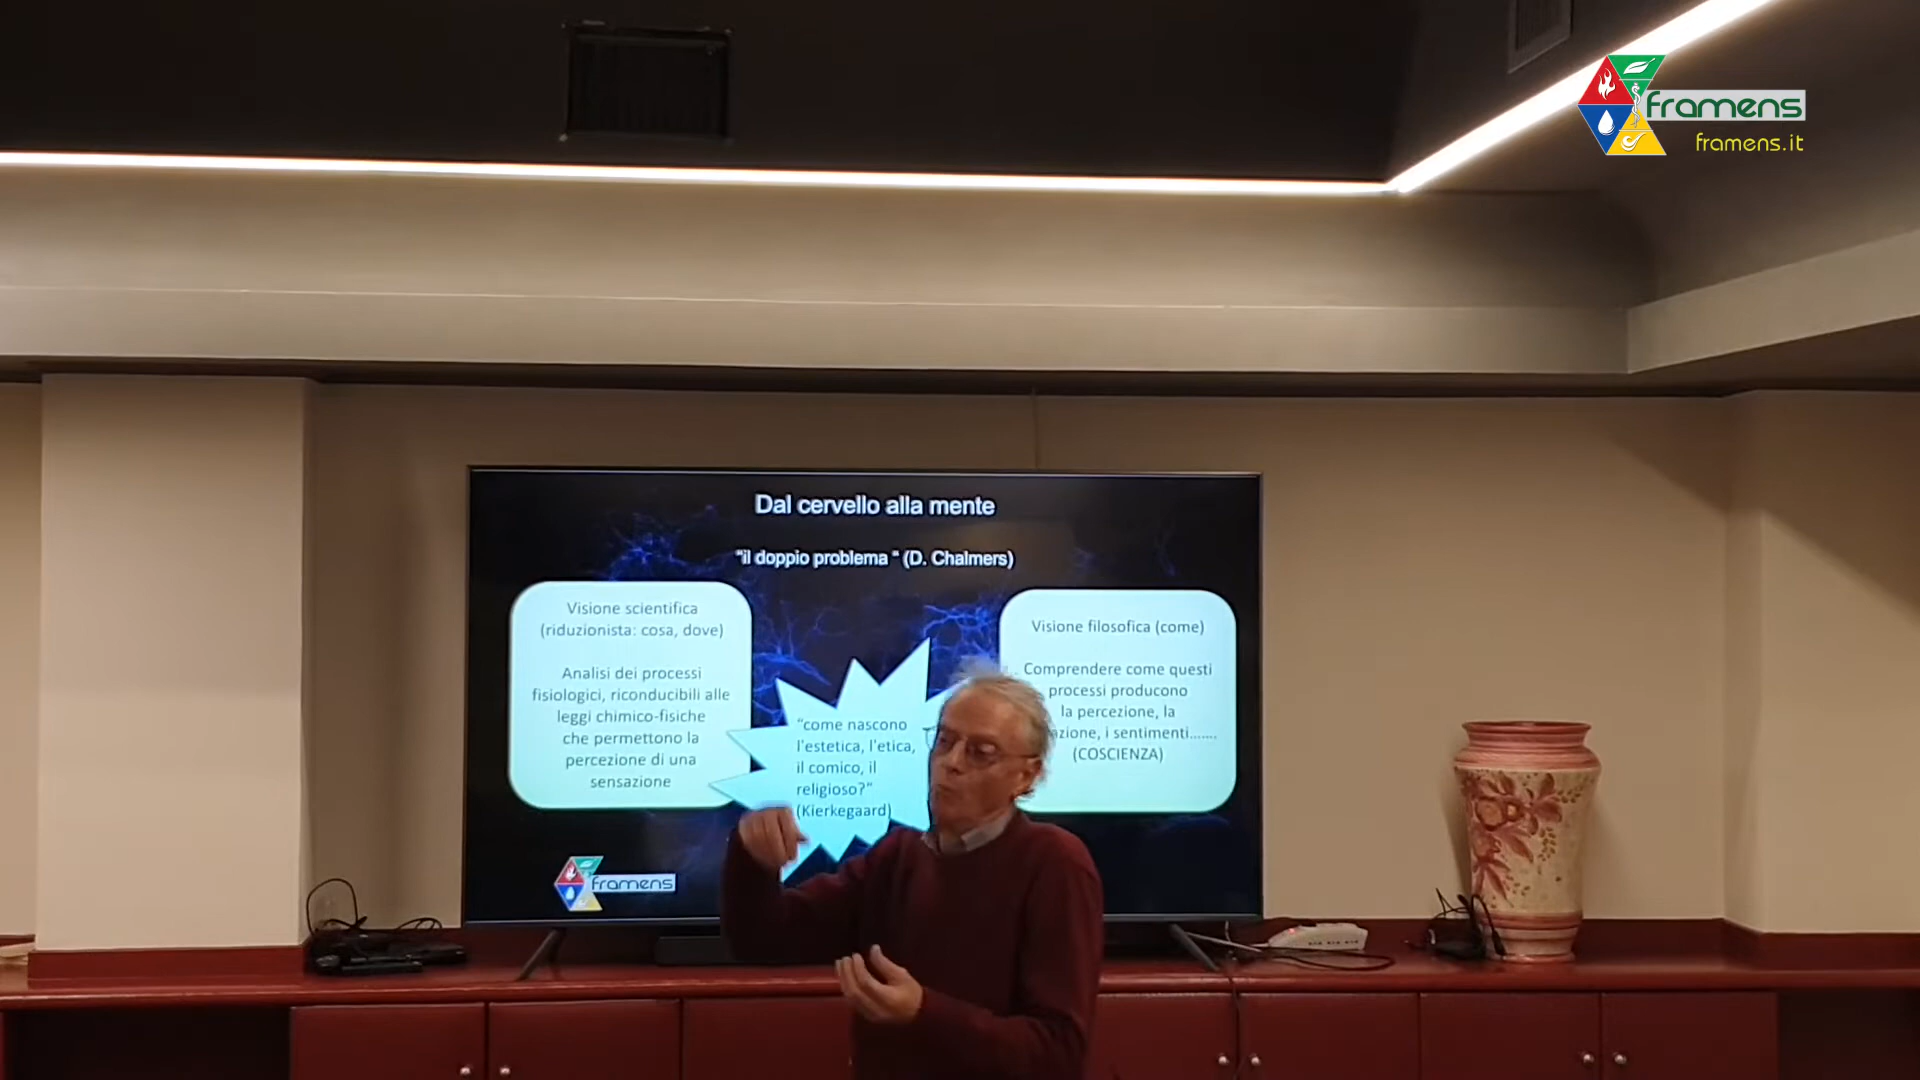 framens
framens.it
Dal cervello alla mente
"il doppio problema " (D. Chalmers)
Visione scientifica
(riduzionista: cosa, dove)
Analisi dei processi
fisiologici, riconducibili alle
leggi chimico-fisiche
che permettono la
percezione di una
sensazione
"come nascono
l'estetica, l'etica,
il comico, il
religioso?"
(Kierkegaard)
Visione filosofica (come)
Comprendere come questi
processi producono
la percezione, la
i sentimenti.......
(COSCIENZA)
framens